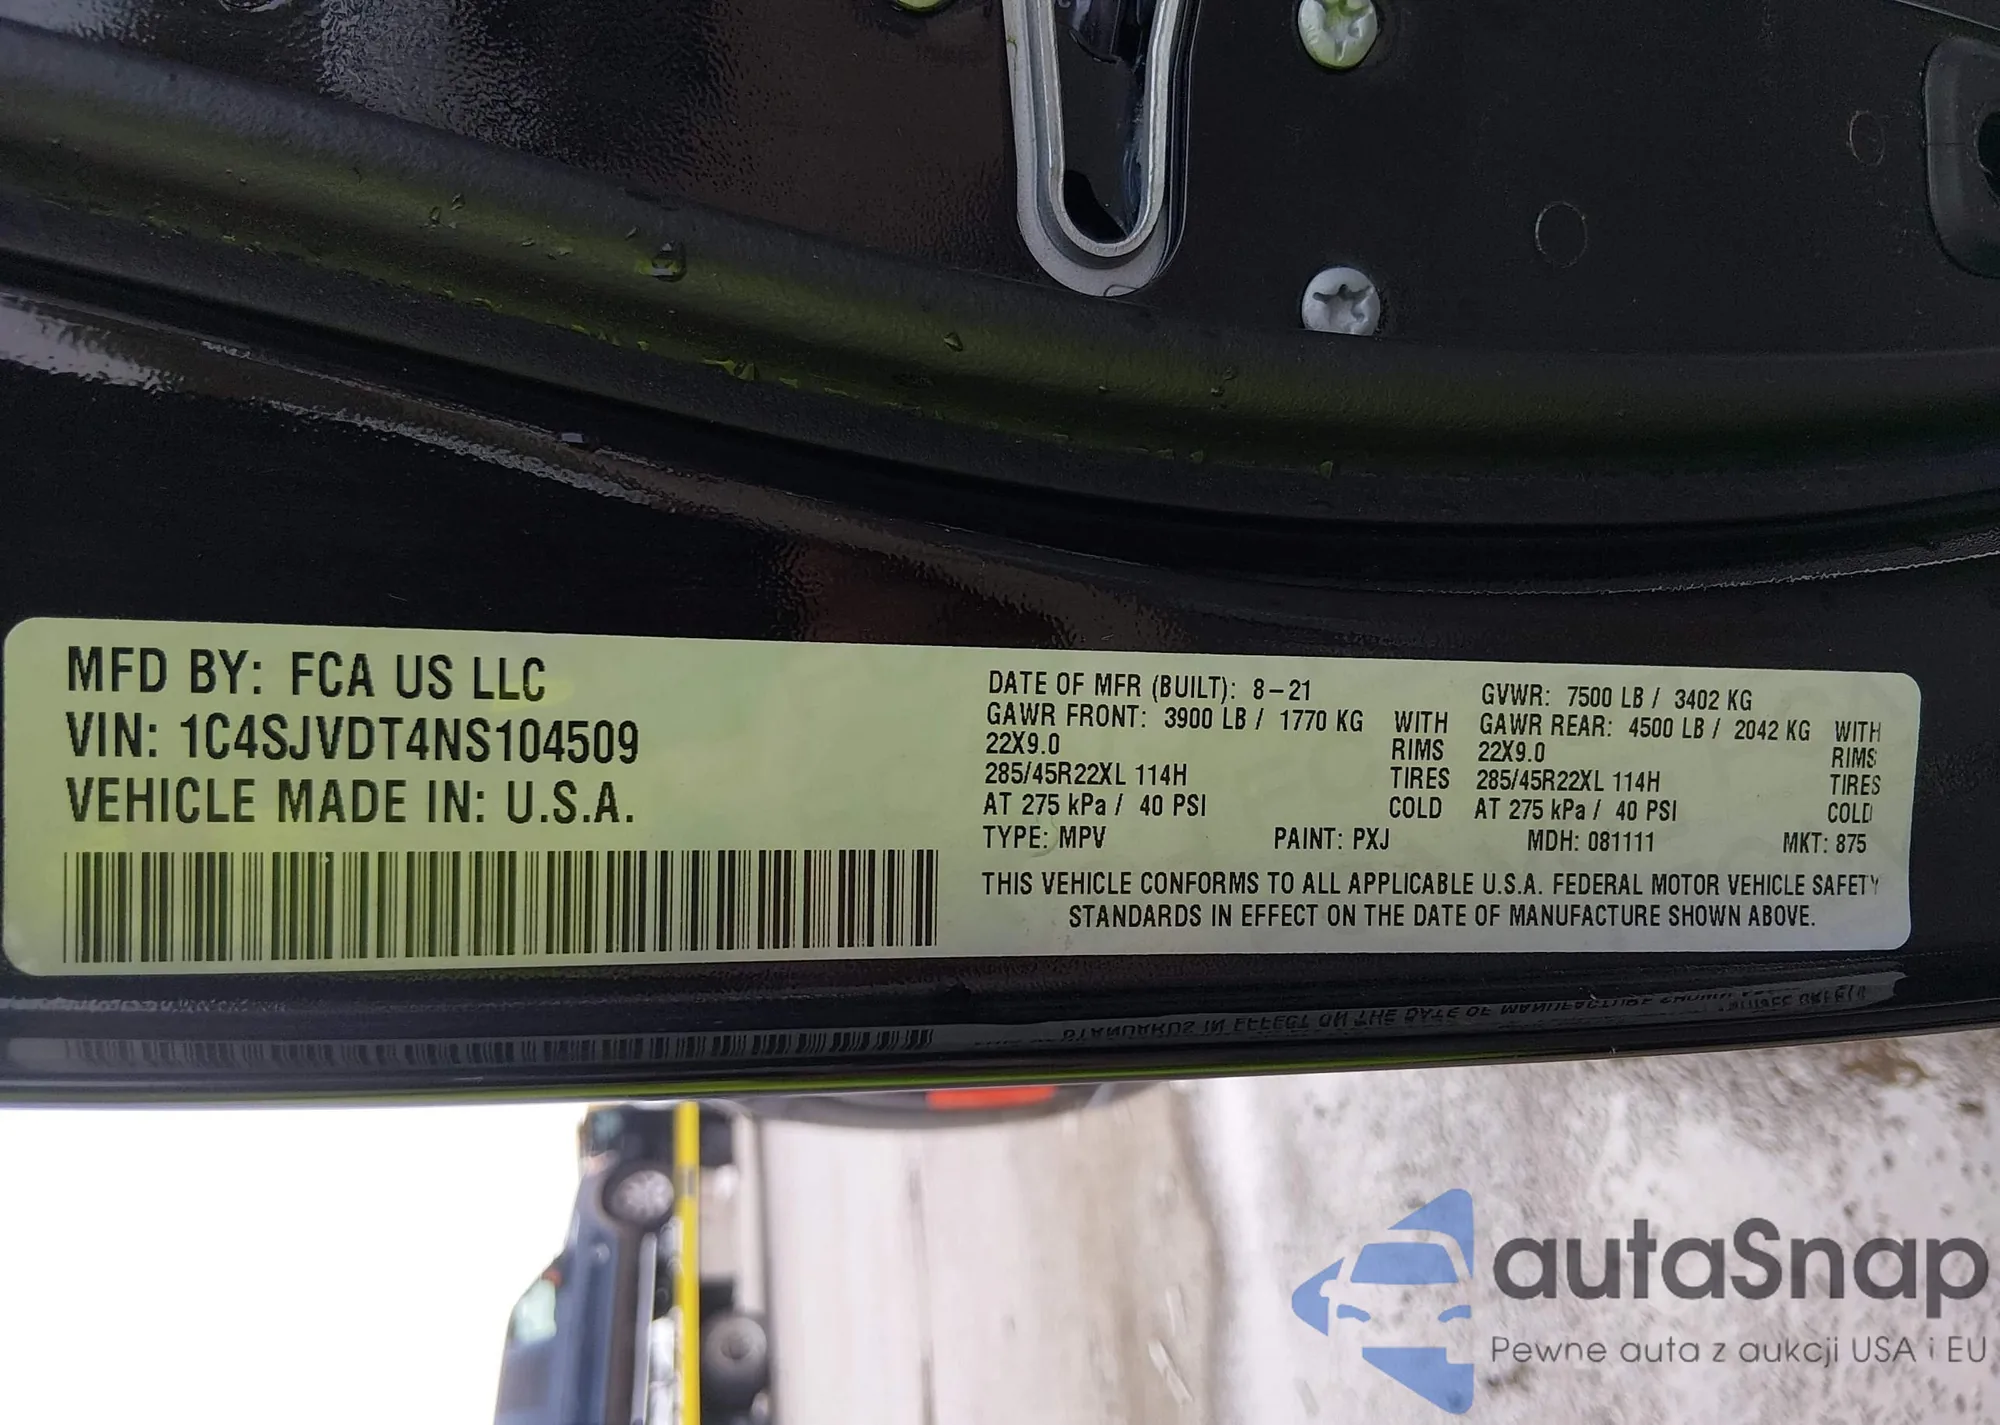 MFD BY: FCA US LLC
VIN: 1C4SJVDT4NS104509
VEHICLE MADE IN: U.S.A.
DATE OF MFR (BUILT): 8-21 GVWR: 7500 LB / 3402 KG
GAWR FRONT: 3900 LB / 1770 KG WITH GAWR REAR: 4500 LB / 2042 KG WITH
22X9.0 RIMS 22X9.0 RIMS
285/45R22XL 114H TIRES 285/45R22XL 114H TIRES
AT 275 kPa / 40 PSI COLD AT 275 kPa / 40 PSI COLD
TYPE: MPV PAINT: PXJ MDH: 081111 MKT: 875
THIS VEHICLE CONFORMS TO ALL APPLICABLE U.S.A. FEDERAL MOTOR VEHICLE SAFETY
STANDARDS IN EFFECT ON THE DATE OF MANUFACTURE SHOWN ABOVE.
autaSnap
Pewne auta z aukcji USA i EU